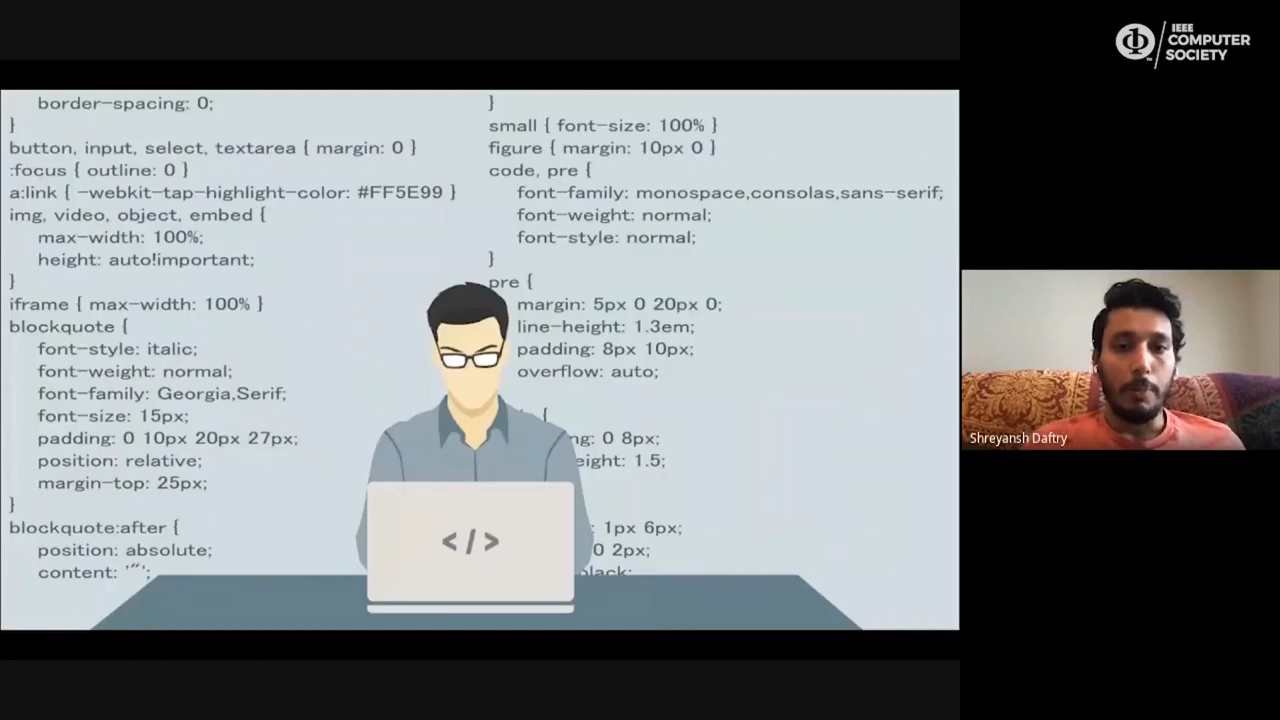 IEEE
COMPUTER
SOCIETY
border-spacing: 0;
}
button, input, select, textarea { margin: 0 }
:focus { outline: 0 }
a:link { -webkit-tap-highlight-color: #FF5E99 }
img, video, object, embed {
max-width: 100%;
height: auto!important;
}
iframe { max-width: 100% }
blockquote {
font-style: italic;
font-weight: normal;
font-family: Georgia,Serif;
font-size: 15px;
padding: 0 10px 20px 27px;
position: relative;
margin-top: 25px;
}
blockquote:after {
position: absolute;
content: '"';
}
small { font-size: 100% }
figure { margin: 10px 0 }
code, pre {
font-family: monospace,consolas,sans-serif;
font-weight: normal;
font-style: normal;
}
pre {
margin: 5px 0 20px 0;
line-height: 1.3em;
padding: 8px 10px;
overflow: auto;
{
0 8px;
1.5;
1px 6px;
0 2px;
</>
Shreyansh Daftry